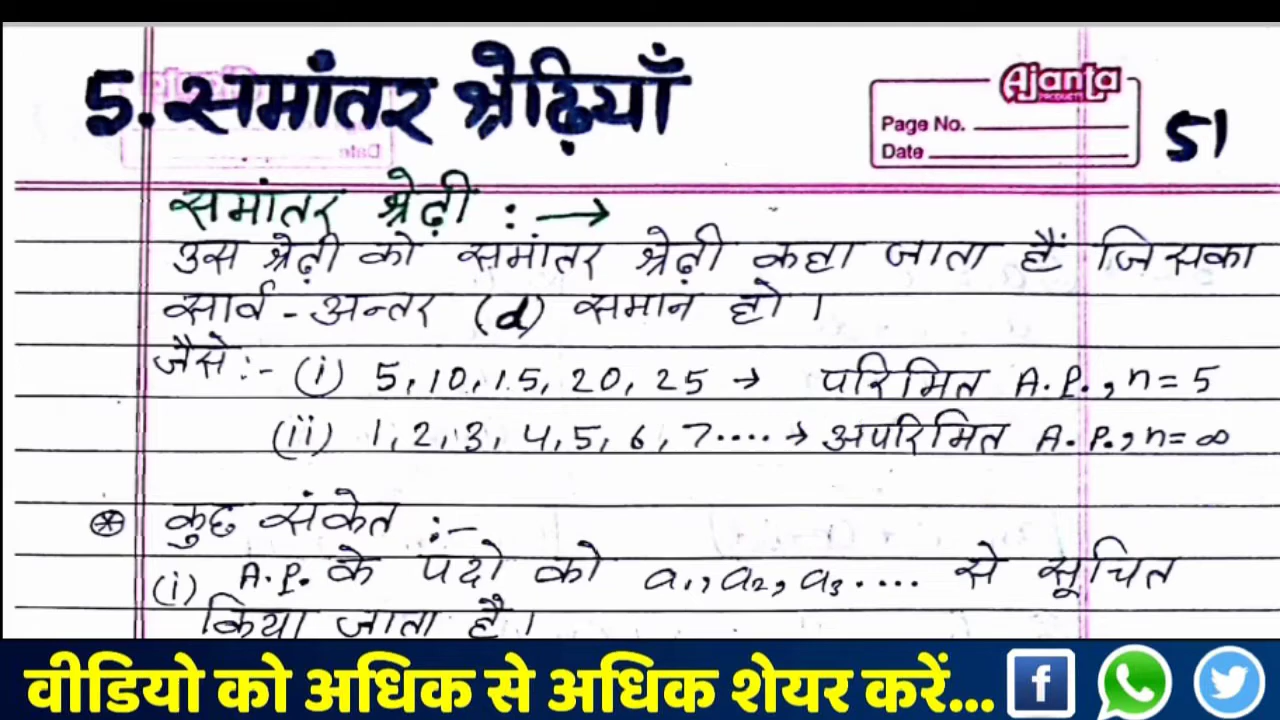 5. समांतर श्रेढ़ियाँ
Ajanta
PRODUCTS
Page No.
Date
51
समांतर श्रेढ़ी :→
उस श्रेढ़ी को समांतर श्रेढ़ी कहा जाता हैं जिसका
सार्व - अन्तर (d) समान हो।
जैसे:- (i) 5, 10, 15, 20, 25 → परिमित A.P., n = 5
(ii) 1, 2, 3, 4, 5, 6, 7.... → अपरिमित A.P., n = ∞
⊛ कुछ संकेत :-
(i) A.P. के पदो को a₁, a₂, a₃.... से सूचित
किया जाता है।
वीडियो को अधिक से अधिक शेयर करें...
f